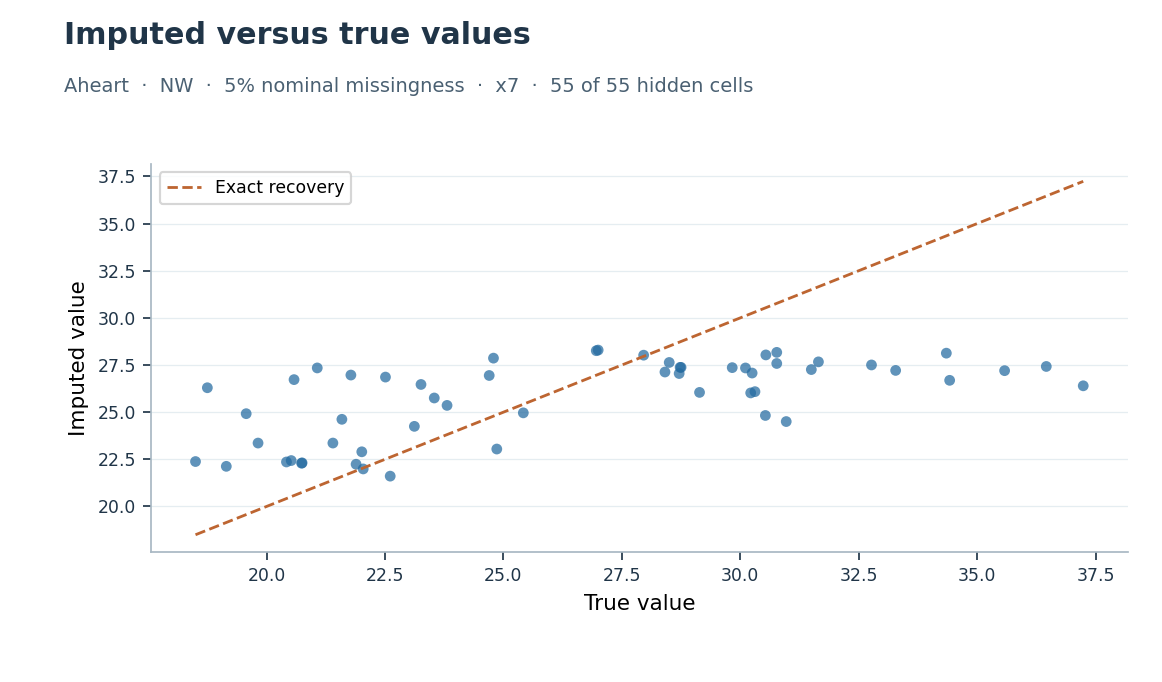 Imputed versus true values
Aheart · NW · 5% nominal missingness · x7 · 55 of 55 hidden cells
Exact recovery
Imputed value
37.5
35.0
32.5
30.0
27.5
25.0
22.5
20.0
20.0 22.5 25.0 27.5 30.0 32.5 35.0 37.5
True value